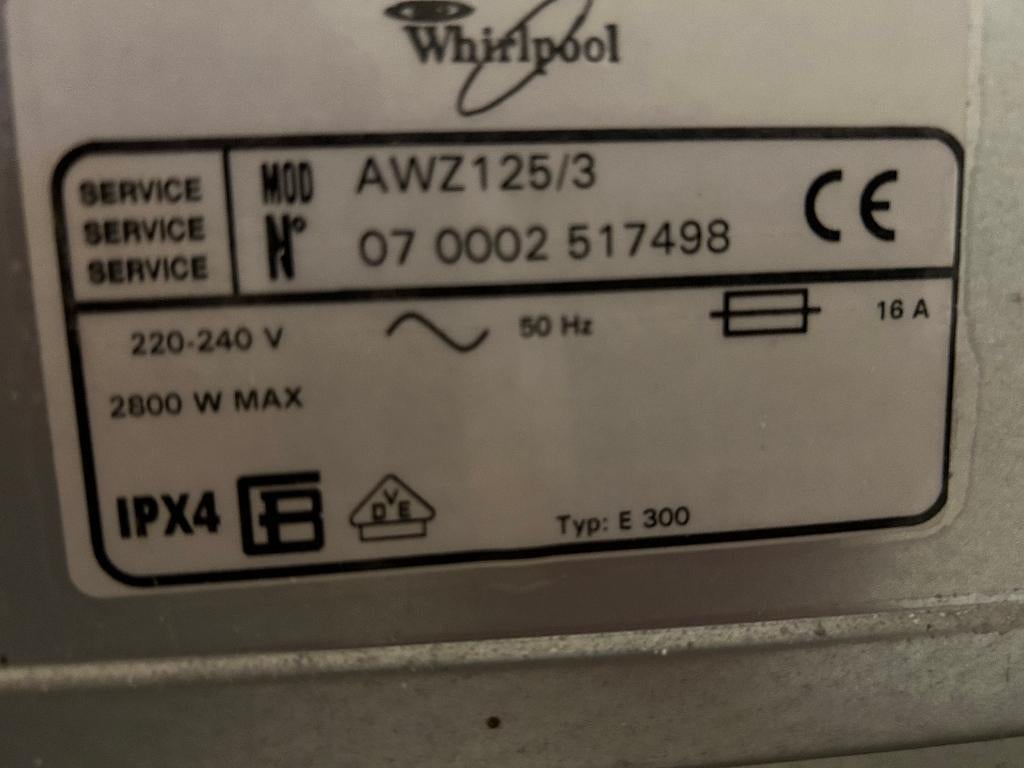 Whirlpool
SERVICE
SERVICE
SERVICE
MOD AWZ125/3
N° 07 0002 517498
CE
220-240 V 50 Hz 16 A
2800 W MAX
IPX4
VDE
Typ: E 300